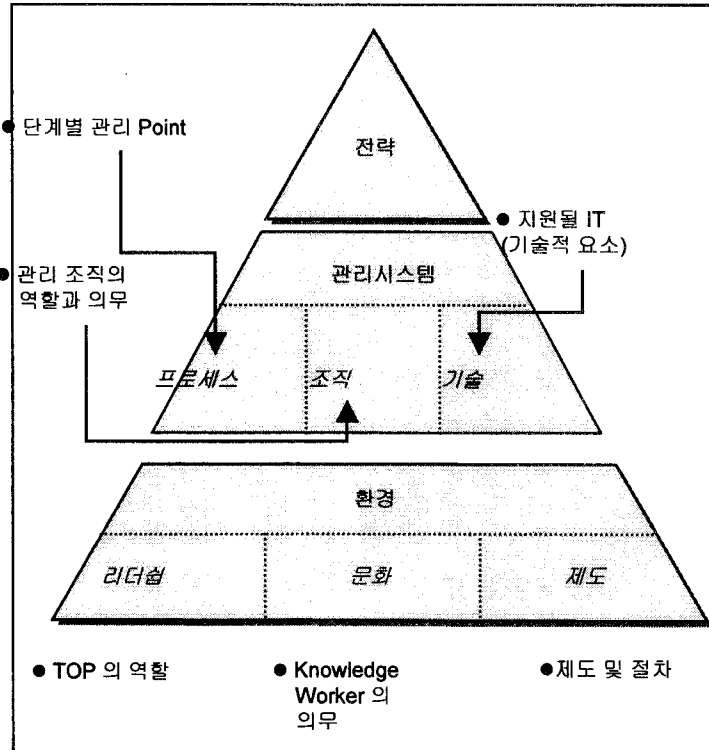 ● 단계별 관리 Point
전략
● 지원될 IT
(기술적 요소)
관리시스템
● 관리 조직의
역할과 의무
프로세스
조직
기술
환경
리더쉽
문화
제도
● TOP 의 역할
● Knowledge
Worker 의
의무
●제도 및 절차